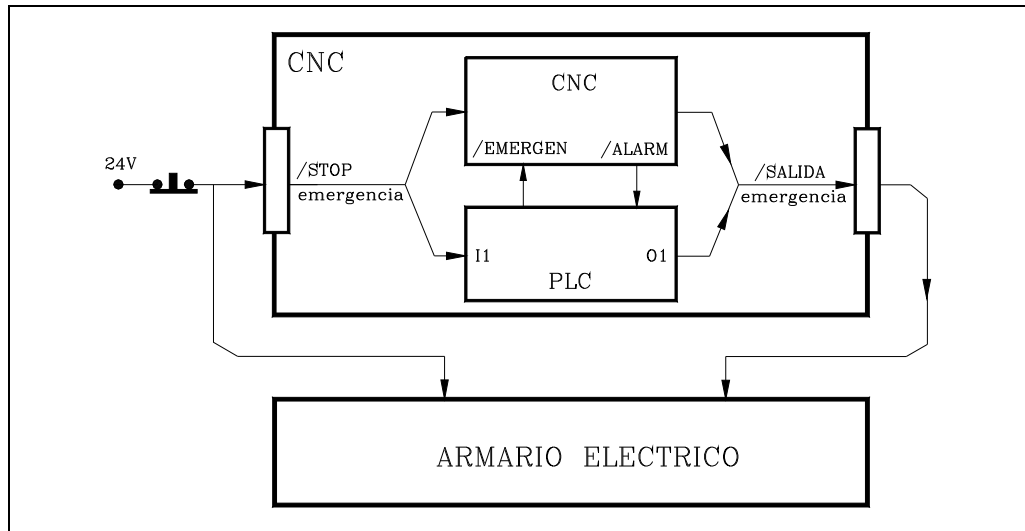 CNC
CNC
/EMERGEN /ALARM
24V
/STOP
emergencia
/SALIDA
emergencia
I1 O1
PLC
ARMARIO ELECTRICO